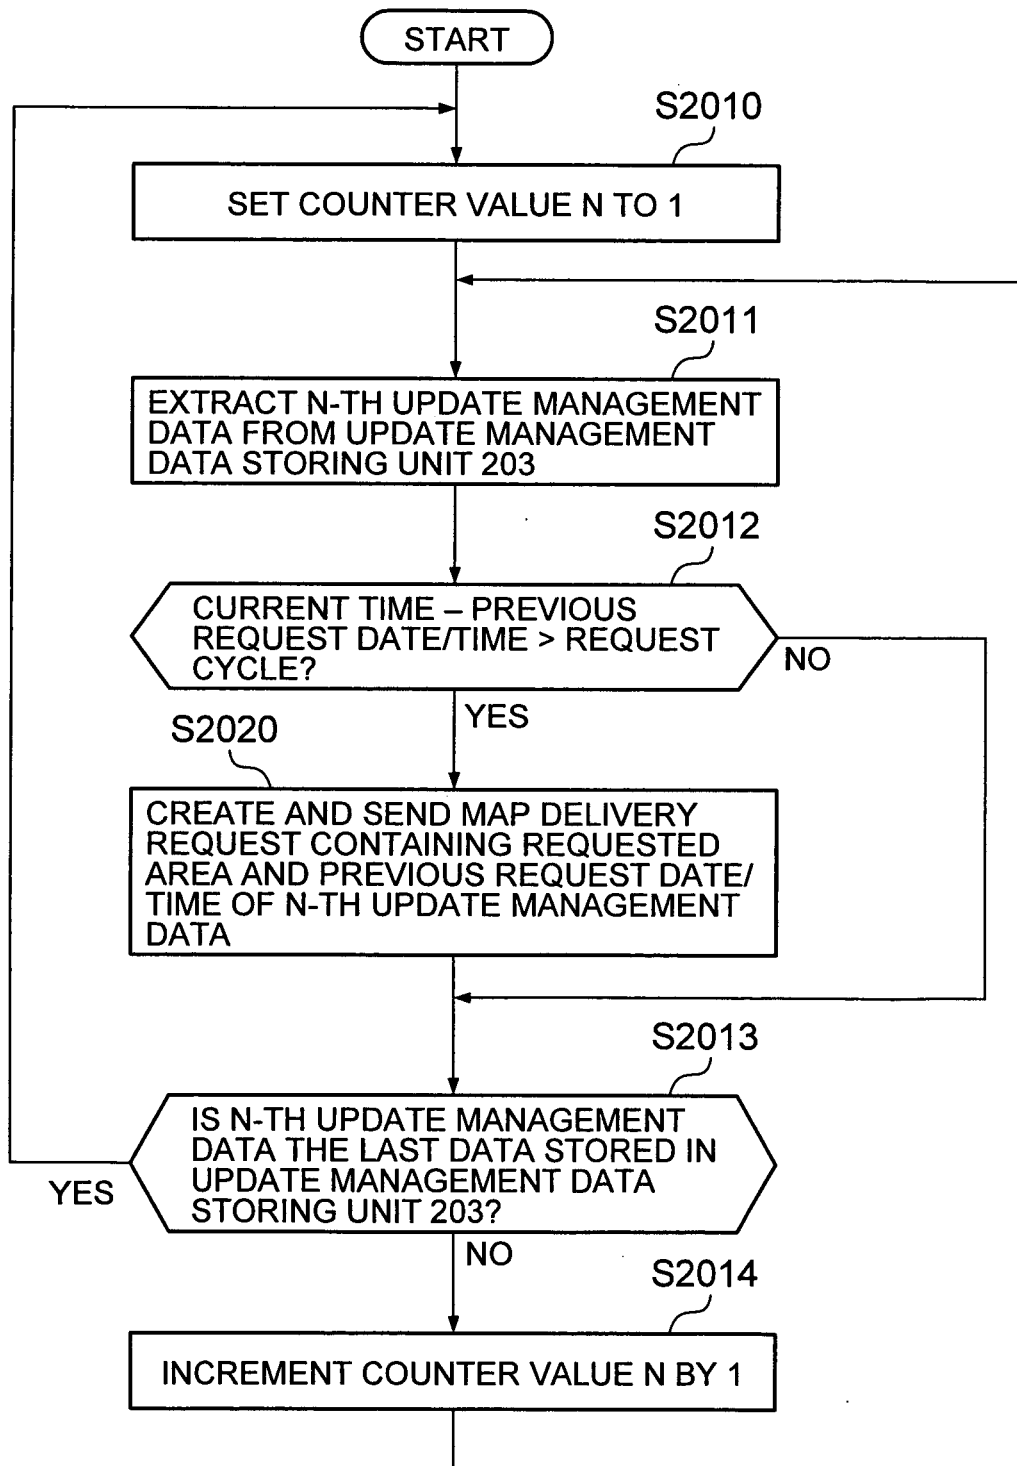 START
S2010
SET COUNTER VALUE N TO 1
S2011
EXTRACT N-TH UPDATE MANAGEMENT
DATA FROM UPDATE MANAGEMENT
DATA STORING UNIT 203
S2012
CURRENT TIME – PREVIOUS
REQUEST DATE/TIME > REQUEST
CYCLE?
NO
YES
S2020
CREATE AND SEND MAP DELIVERY
REQUEST CONTAINING REQUESTED
AREA AND PREVIOUS REQUEST DATE/
TIME OF N-TH UPDATE MANAGEMENT
DATA
S2013
IS N-TH UPDATE MANAGEMENT
DATA THE LAST DATA STORED IN
UPDATE MANAGEMENT DATA
STORING UNIT 203?
YES
NO
S2014
INCREMENT COUNTER VALUE N BY 1